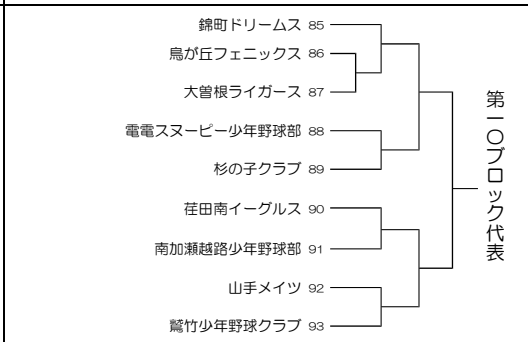 錦町ドリームス 85
烏が丘フェニックス 86
大曽根ライガース 87
電電スヌーピー少年野球部 88
杉の子クラブ 89
荏田南イーグルス 90
南加瀬越路少年野球部 91
山手メイツ 92
鷲竹少年野球クラブ 93
第一〇ブロック代表